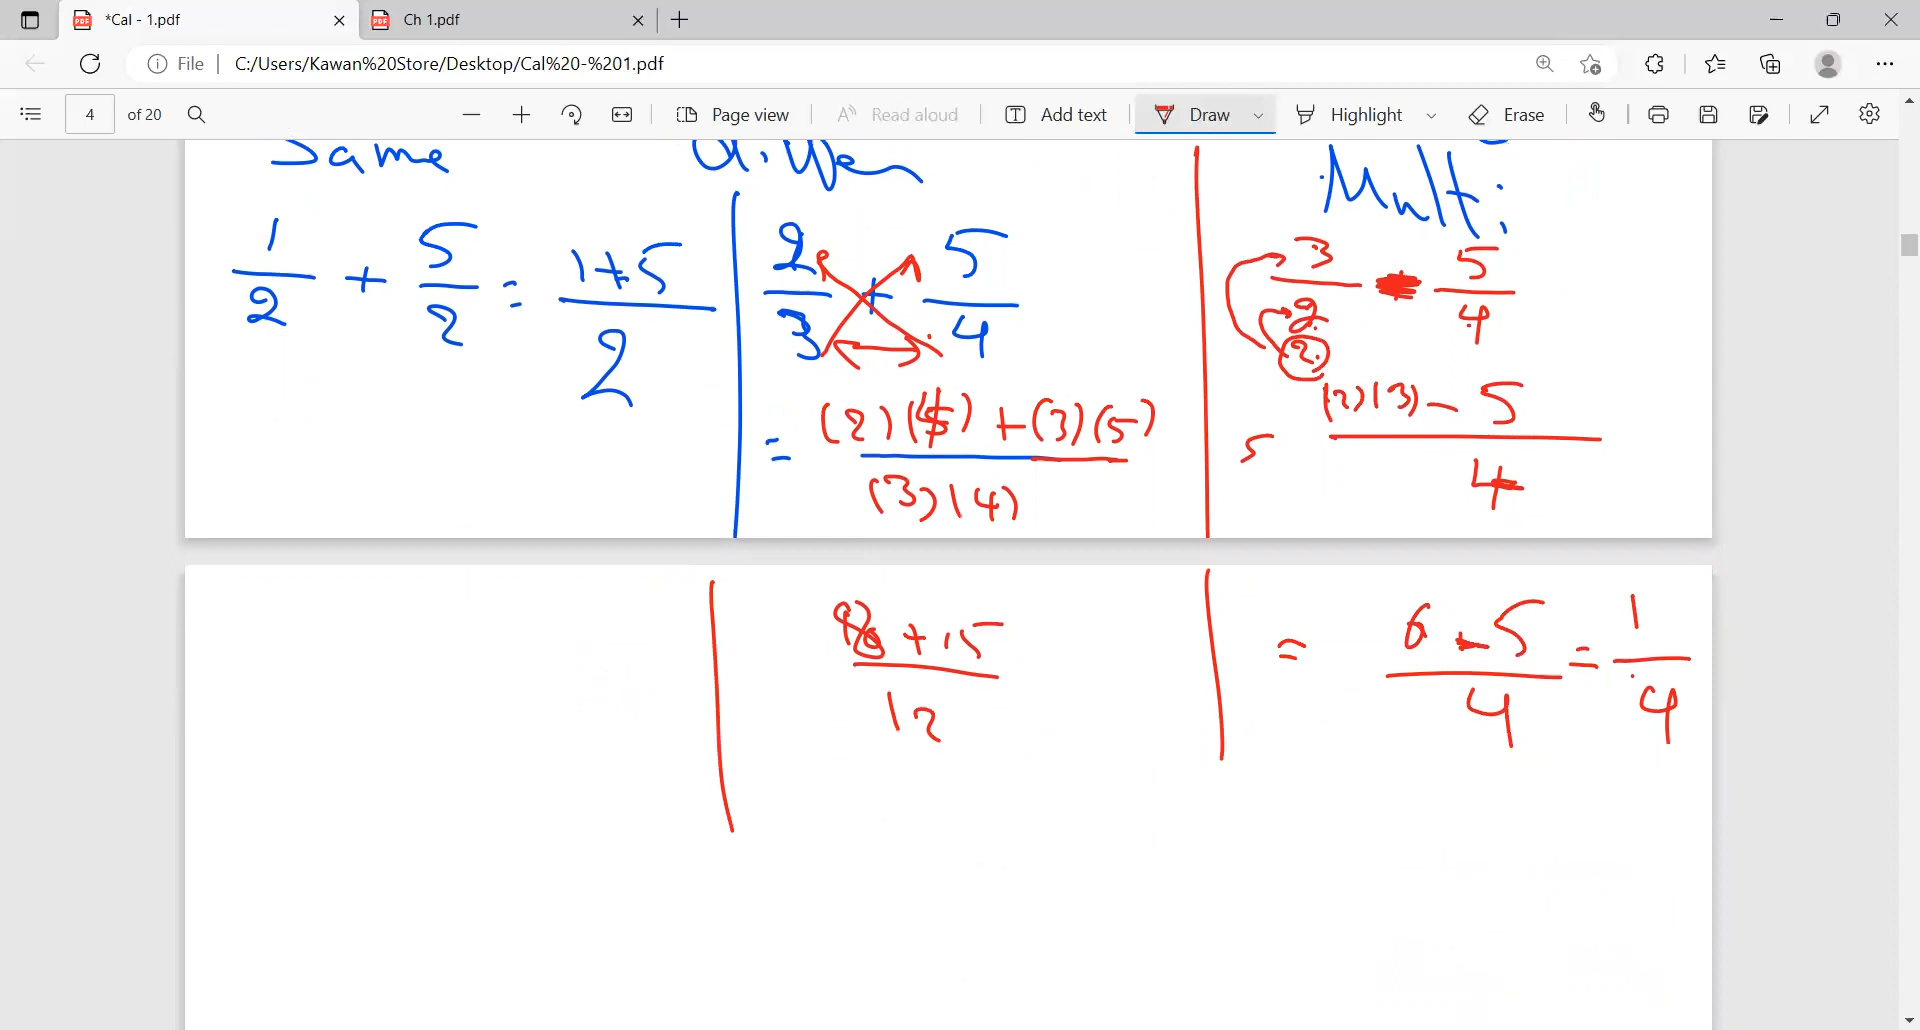 *Cal - 1.pdf
Ch 1.pdf
File
C:/Users/Kawan%20Store/Desktop/Cal%20-%201.pdf
4 of 20
Page view
Read aloud
Add text
Draw
Highlight
Erase
Same
Multi
1/2 + 5/2 = 1+5/2
2/3 + 5/4
= (2)(4) + (3)(5)
(3)(4)
3/2 - 5/4
2
= (2)(3) - 5
4
+ 15
12
= 6 - 5/4 = 1/4